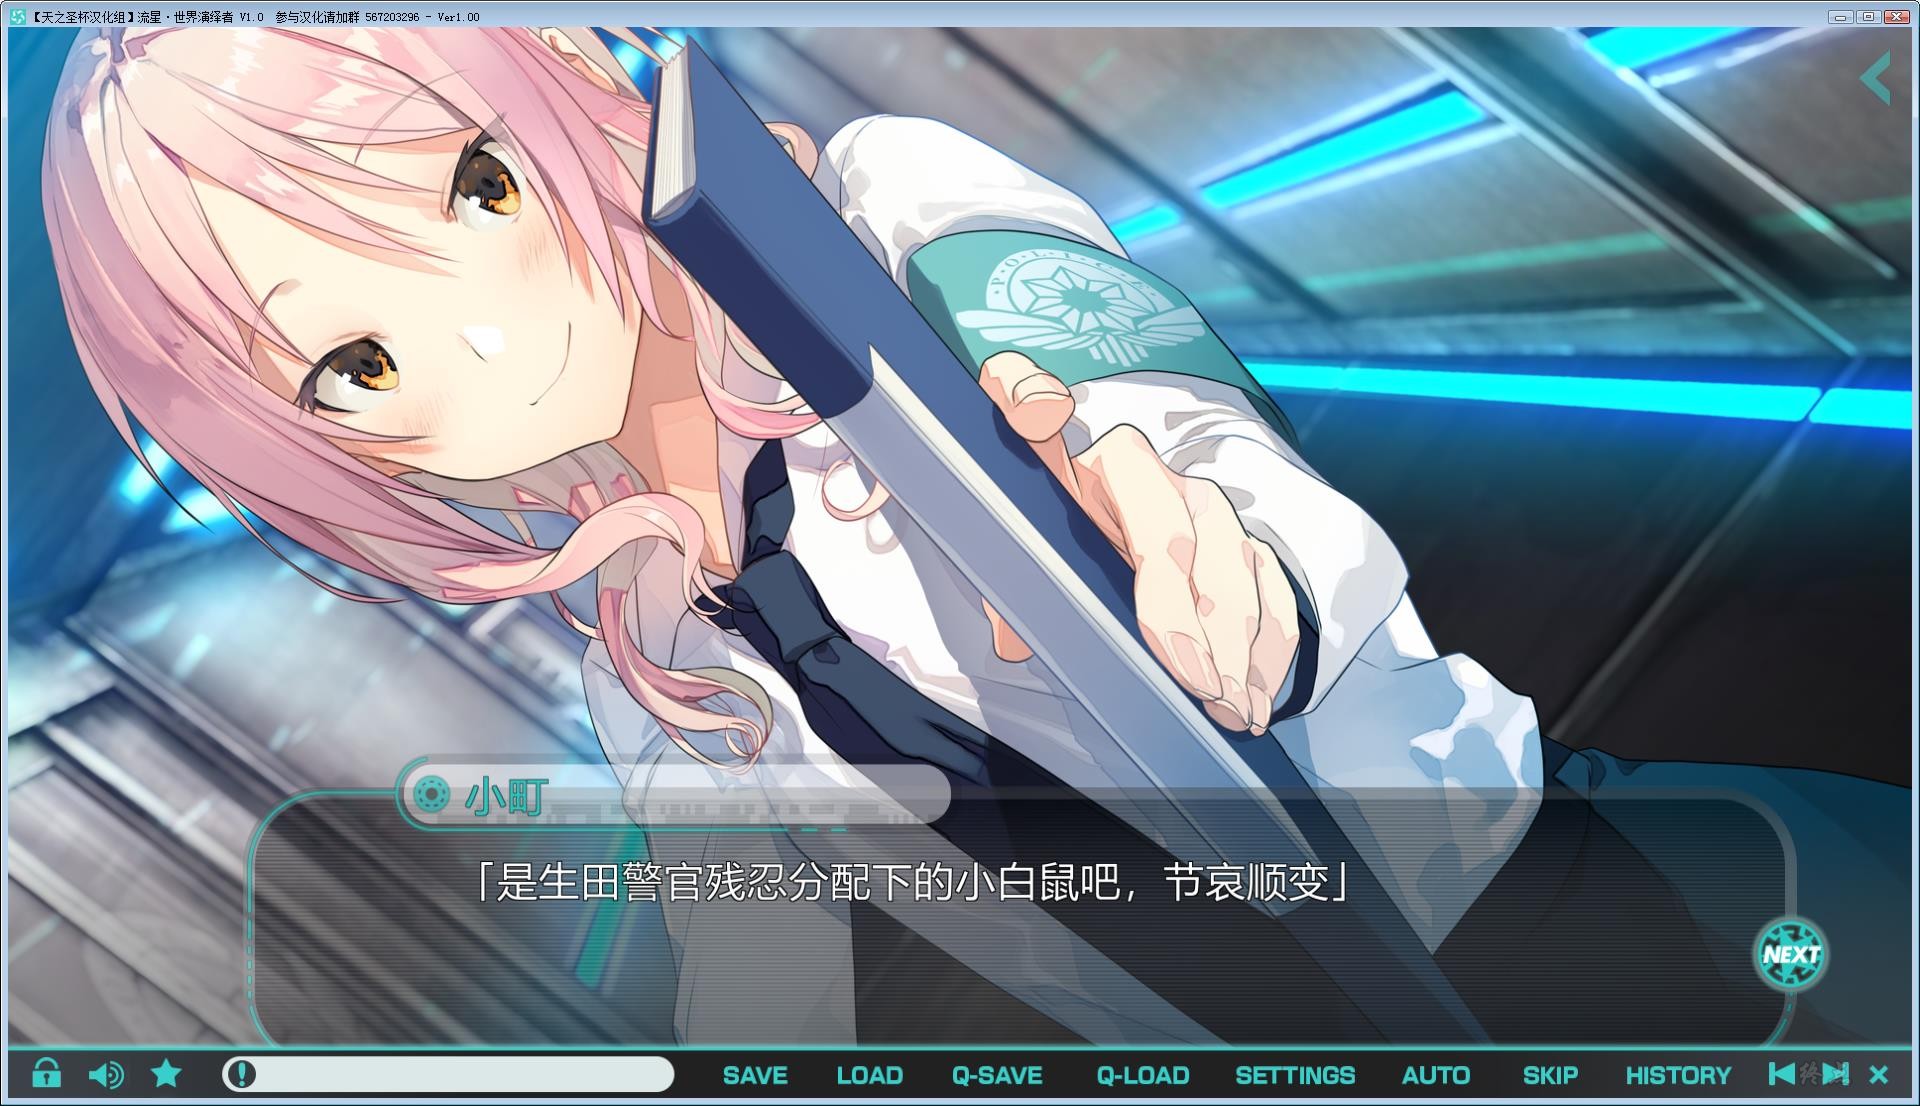 【天之圣杯汉化组】流星·世界演绎者 V1.0  参与汉化请加群 567203296 - Ver1.00
POLICE
小町
「是生田警官残忍分配下的小白鼠吧，节哀顺变」
NEXT
SAVE LOAD Q-SAVE Q-LOAD SETTINGS AUTO SKIP HISTORY